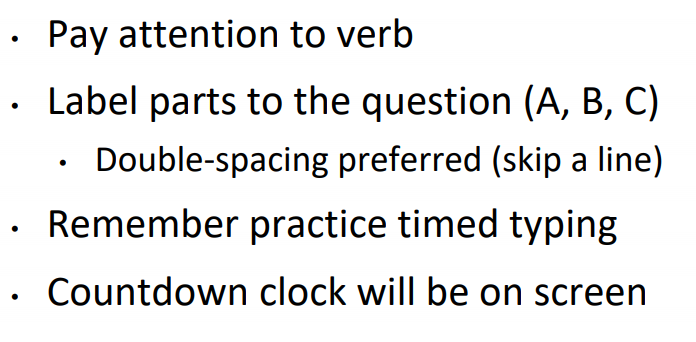 • Pay attention to verb
• Label parts to the question (A, B, C)
• Double-spacing preferred (skip a line)
• Remember practice timed typing
• Countdown clock will be on screen